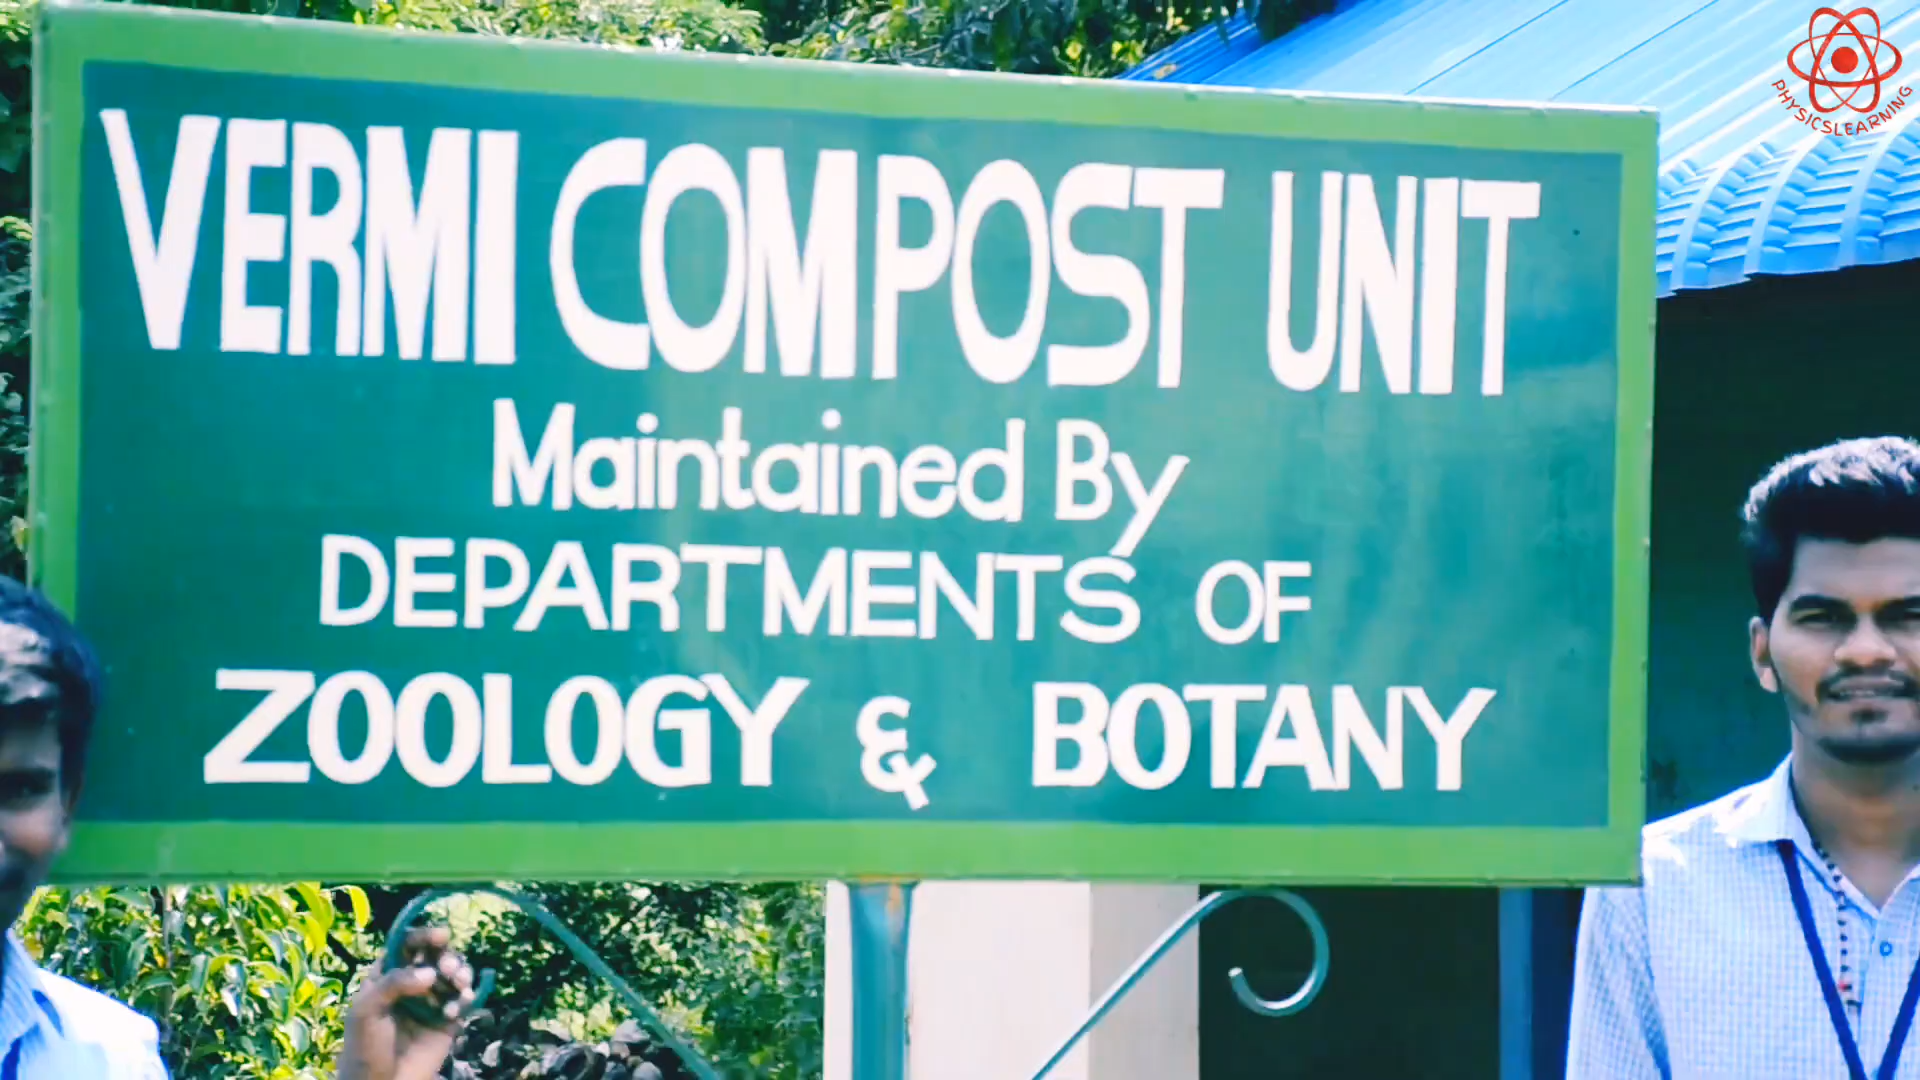 VERMI COMPOST UNIT
Maintained By
DEPARTMENTS OF
ZOOLOGY & BOTANY
PHYSICSLEARNING